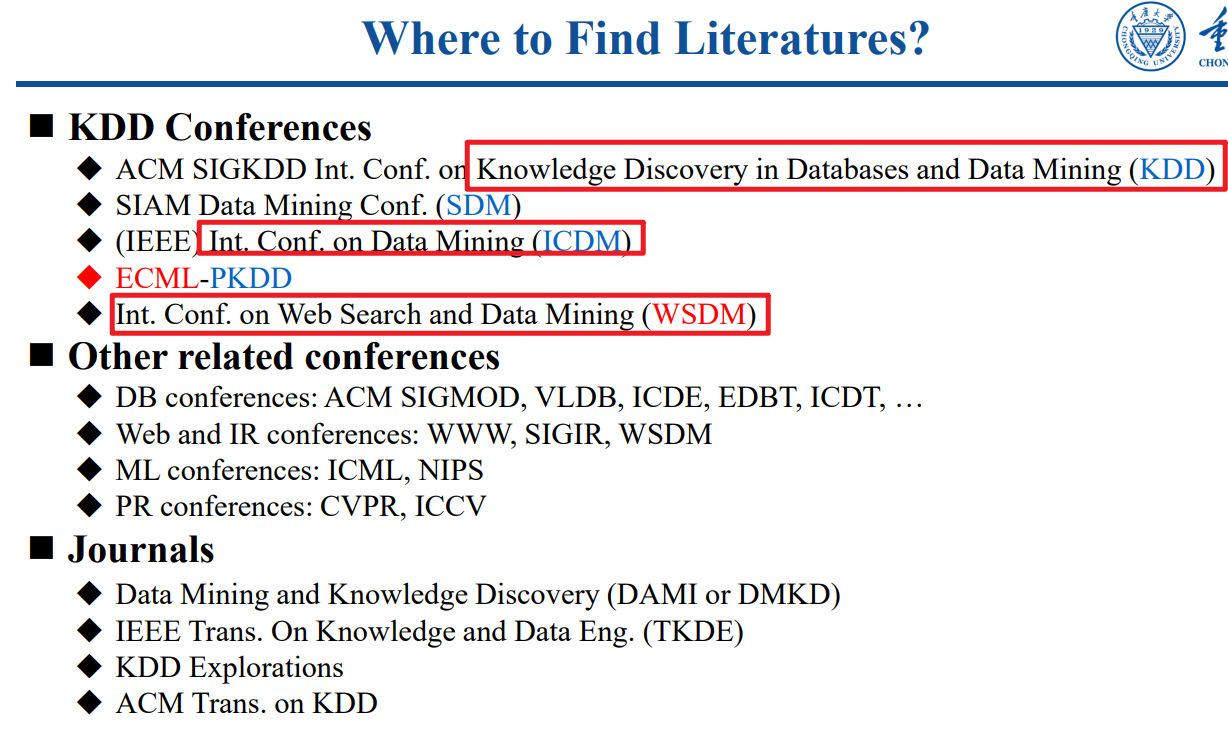 Where to Find Literatures?
CHONGQING UNIVERSITY
1929
重
CHON
KDD Conferences
ACM SIGKDD Int. Conf. on Knowledge Discovery in Databases and Data Mining (KDD)
SIAM Data Mining Conf. (SDM)
(IEEE) Int. Conf. on Data Mining (ICDM)
ECML-PKDD
Int. Conf. on Web Search and Data Mining (WSDM)
Other related conferences
DB conferences: ACM SIGMOD, VLDB, ICDE, EDBT, ICDT, …
Web and IR conferences: WWW, SIGIR, WSDM
ML conferences: ICML, NIPS
PR conferences: CVPR, ICCV
Journals
Data Mining and Knowledge Discovery (DAMI or DMKD)
IEEE Trans. On Knowledge and Data Eng. (TKDE)
KDD Explorations
ACM Trans. on KDD